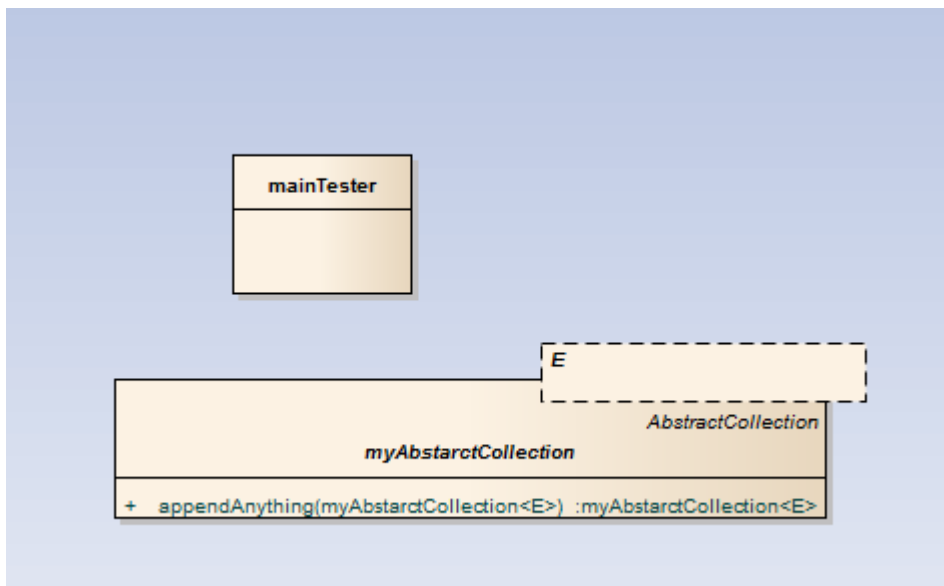 mainTester
E
AbstractCollection
myAbstarctCollection
+ appendAnything(myAbstarctCollection<E>) :myAbstarctCollection<E>